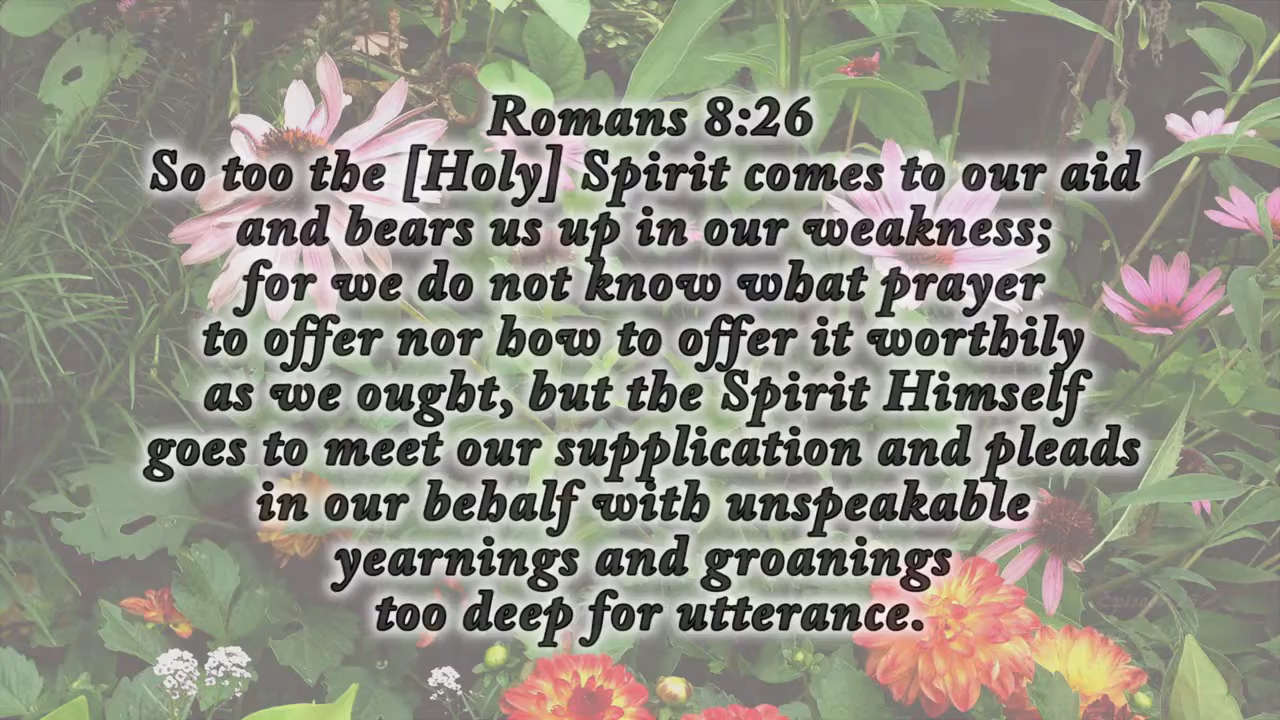 Romans 8:26
So too the [Holy] Spirit comes to our aid
and bears us up in our weakness;
for we do not know what prayer
to offer nor how to offer it worthily
as we ought, but the Spirit Himself
goes to meet our supplication and pleads
in our behalf with unspeakable
yearnings and groanings
too deep for utterance.